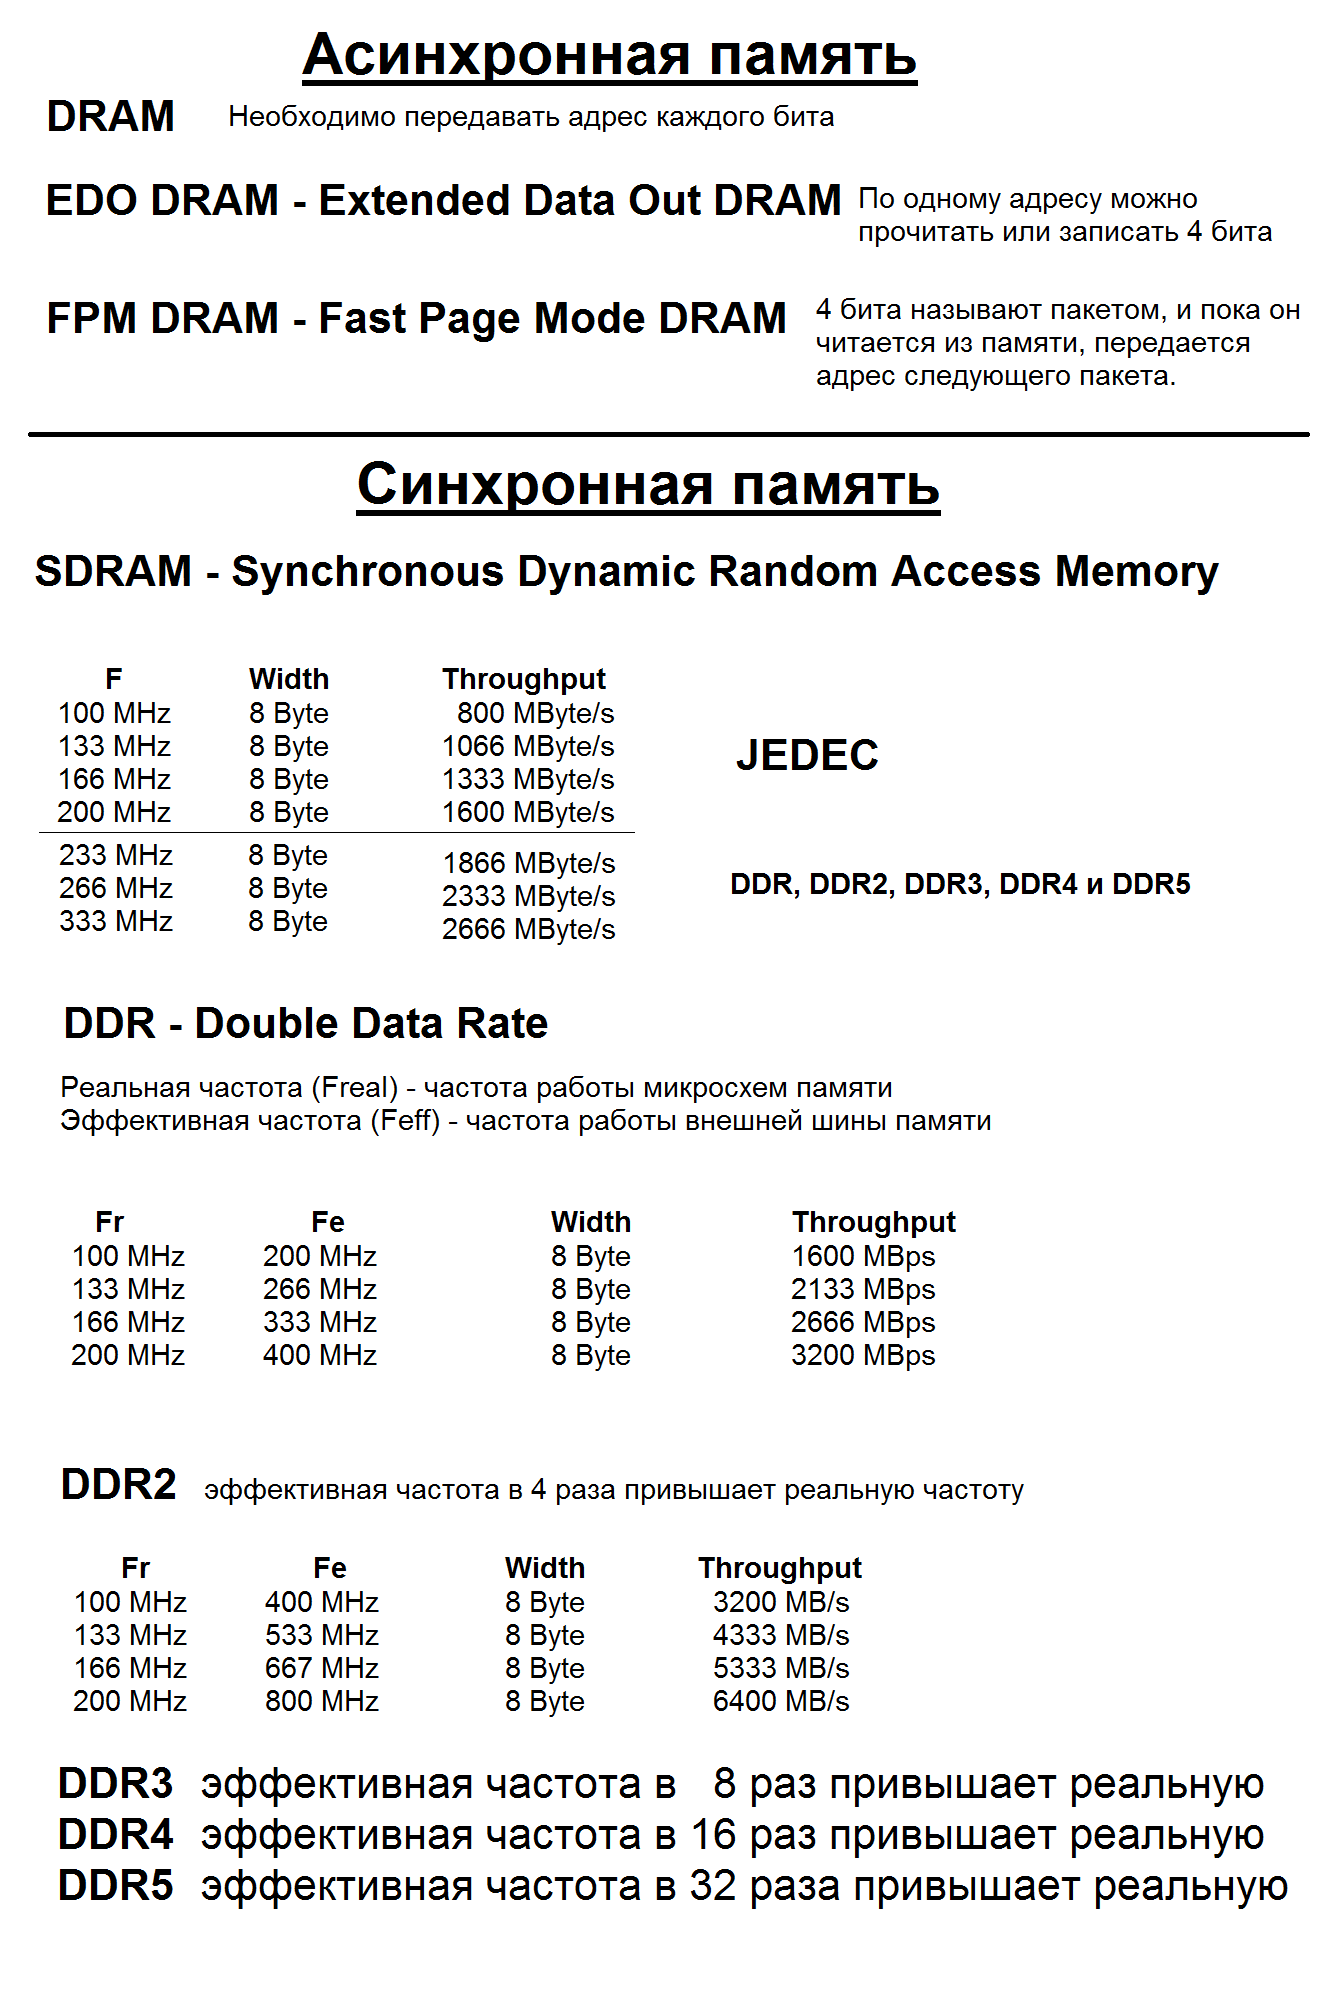 Асинхронная память
DRAM Необходимо передавать адрес каждого бита
EDO DRAM - Extended Data Out DRAM По одному адресу можно
прочитать или записать 4 бита
FPM DRAM - Fast Page Mode DRAM 4 бита называют пакетом, и пока он
читается из памяти, передается
адрес следующего пакета.
Синхронная память
SDRAM - Synchronous Dynamic Random Access Memory
F Width Throughput
100 MHz 8 Byte 800 MByte/s
133 MHz 8 Byte 1066 MByte/s
166 MHz 8 Byte 1333 MByte/s
200 MHz 8 Byte 1600 MByte/s
233 MHz 8 Byte 1866 MByte/s
266 MHz 8 Byte 2333 MByte/s
333 MHz 8 Byte 2666 MByte/s
JEDEC
DDR, DDR2, DDR3, DDR4 и DDR5
DDR - Double Data Rate
Реальная частота (Freal) - частота работы микросхем памяти
Эффективная частота (Feff) - частота работы внешней шины памяти
Fr Fe Width Throughput
100 MHz 200 MHz 8 Byte 1600 MBps
133 MHz 266 MHz 8 Byte 2133 MBps
166 MHz 333 MHz 8 Byte 2666 MBps
200 MHz 400 MHz 8 Byte 3200 MBps
DDR2 эффективная частота в 4 раза привышает реальную частоту
Fr Fe Width Throughput
100 MHz 400 MHz 8 Byte 3200 MB/s
133 MHz 533 MHz 8 Byte 4333 MB/s
166 MHz 667 MHz 8 Byte 5333 MB/s
200 MHz 800 MHz 8 Byte 6400 MB/s
DDR3 эффективная частота в 8 раз привышает реальную
DDR4 эффективная частота в 16 раз привышает реальную
DDR5 эффективная частота в 32 раза привышает реальную